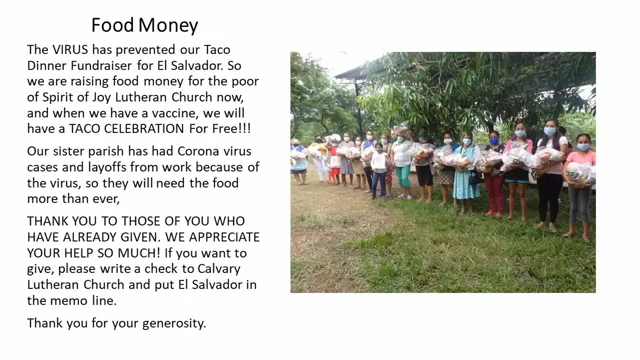 Food Money
The VIRUS has prevented our Taco
Dinner Fundraiser for El Salvador. So
we are raising food money for the poor
of Spirit of Joy Lutheran Church now,
and when we have a vaccine, we will
have a TACO CELEBRATION For Free!!!
Our sister parish has had Corona virus
cases and layoffs from work because of
the virus, so they will need the food
more than ever,
THANK YOU TO THOSE OF YOU WHO
HAVE ALREADY GIVEN. WE APPRECIATE
YOUR HELP SO MUCH! If you want to
give, please write a check to Calvary
Lutheran Church and put El Salvador in
the memo line.
Thank you for your generosity.